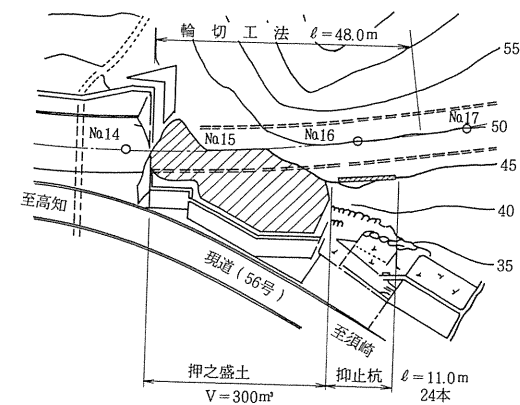 輪切工法 ℓ=48.0m
55
No.17
50
No.14
No.15
No.16
45
至高知
40
35
現道(56号)
至須崎
押之盛土
抑止杭
ℓ=11.0m
V=300m³
24本